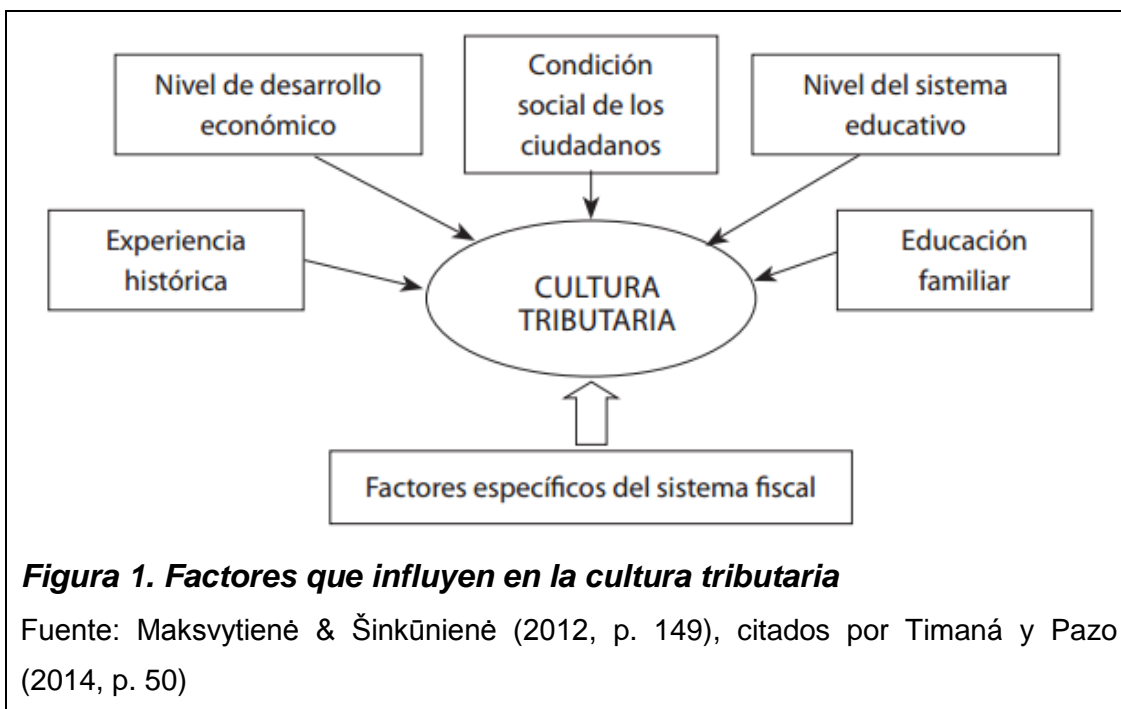 Nivel de desarrollo
económico
Condición
social de los
ciudadanos
Nivel del sistema
educativo
Experiencia
histórica
Educación
familiar
CULTURA
TRIBUTARIA
Factores específicos del sistema fiscal
Figura 1. Factores que influyen en la cultura tributaria
Fuente: Maksvytienė & Šinkūnienė (2012, p. 149), citados por Timaná y Pazo
(2014, p. 50)